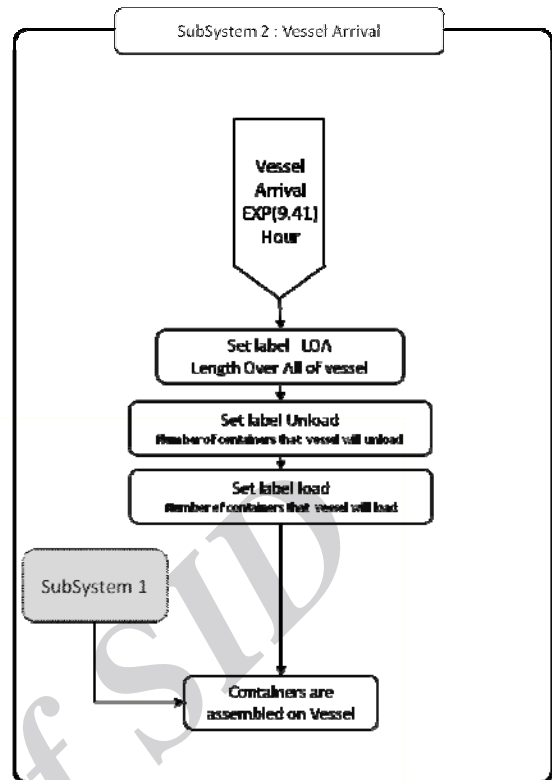 SubSystem 2 : Vessel Arrival
Vessel
Arrival
EXP(9.41)
Hour
Set label LOA
Length Over All of vessel
Set label Unload
Number of containers that vessel will unload
Set label load
Number of containers that vessel will load
SubSystem 1
Containers are
assembled on Vessel
of SID